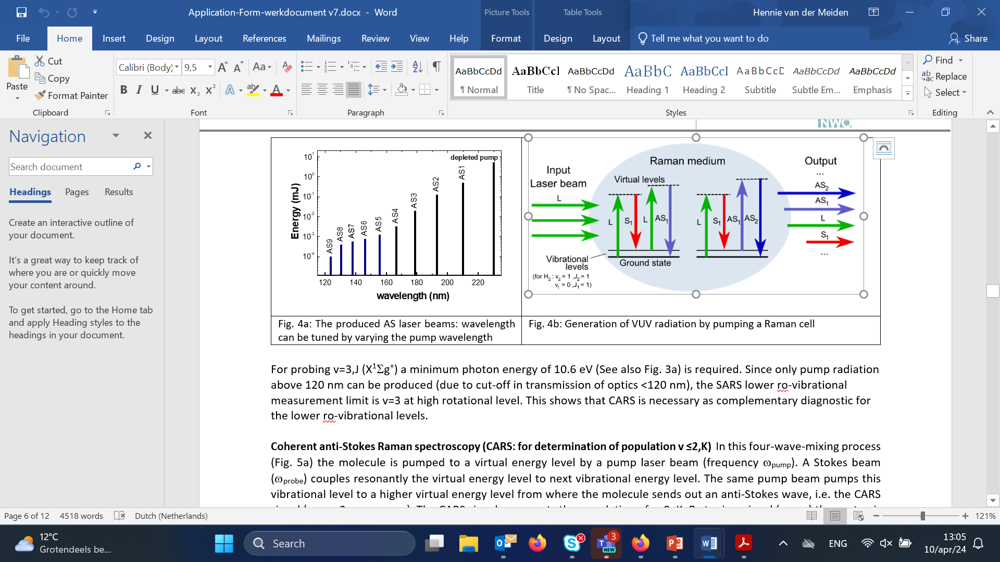 Application-Form-werkdocument v7.docx - Word
Picture Tools
Table Tools
Hennie van der Meiden
File Home Insert Design Layout References Mailings Review View Help Format Design Layout Tell me what you want to do Share
Paste
Cut
Copy
Format Painter
Clipboard
Calibri (Body) 9,5
Font
Paragraph
AaBbCcDd AaBbCcI AaBbCcDd AaBbC AaBbCcI AaBbCcD AaBbCcDd AaBbCcDd
¶ Normal Title ¶ No Spac... Heading 1 Heading 2 Subtitle Subtle Em... Emphasis
Styles
Find
Replace
Select
Editing
Navigation
Search document
Headings Pages Results
Create an interactive outline of
your document.
It's a great way to keep track of
where you are or quickly move
your content around.
To get started, go to the Home tab
and apply Heading styles to the
headings in your document.
NWO
depleted pump
10¹
10⁰
10⁻¹
10⁻²
10⁻³
10⁻⁴
Energy (mJ)
AS9 AS8 AS7 AS6 AS5 AS4 AS3 AS2 AS1
120 140 160 180 200 220
wavelength (nm)
Raman medium
Input
Laser beam
L
Virtual levels
L S₁ L AS₁
L S₁ AS₁ AS₂
Vibrational
levels
Ground state
(for H₂ : v₂ = 1 ,J₂ = 1
v₁ = 0 ,J₁ = 1)
Output
...
AS₂
AS₁
L
S₁
...
Fig. 4a: The produced AS laser beams: wavelength
can be tuned by varying the pump wavelength
Fig. 4b: Generation of VUV radiation by pumping a Raman cell
For probing v=3,J (X¹Σg⁺) a minimum photon energy of 10.6 eV (See also Fig. 3a) is required. Since only pump radiation
above 120 nm can be produced (due to cut-off in transmission of optics <120 nm), the SARS lower ro-vibrational
measurement limit is v=3 at high rotational level. This shows that CARS is necessary as complementary diagnostic for
the lower ro-vibrational levels.
Coherent anti-Stokes Raman spectroscopy (CARS: for determination of population v ≤2,K) In this four-wave-mixing process
(Fig. 5a) the molecule is pumped to a virtual energy level by a pump laser beam (frequency ωpump). A Stokes beam
(ωprobe) couples resonantly the virtual energy level to next vibrational energy level. The same pump beam pumps this
vibrational level to a higher virtual energy level from where the molecule sends out an anti-Stokes wave, i.e. the CARS
Page 6 of 12 4518 words Dutch (Netherlands) 121%
12°C
Grotendeels be...
Search
3
NEW
ENG
13:05
10/apr/24